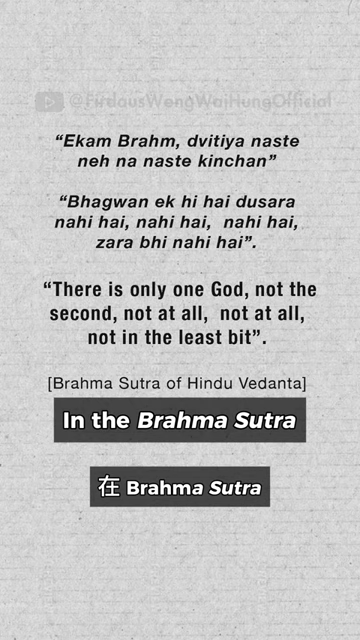 @FirdausWongWaiHungOfficial
“Ekam Brahm, dvitiya naste
neh na naste kinchan”
“Bhagwan ek hi hai dusara
nahi hai, nahi hai, nahi hai,
zara bhi nahi hai”.
“There is only one God, not the
second, not at all, not at all,
not in the least bit”.
[Brahma Sutra of Hindu Vedanta]
In the Brahma Sutra
在 Brahma Sutra